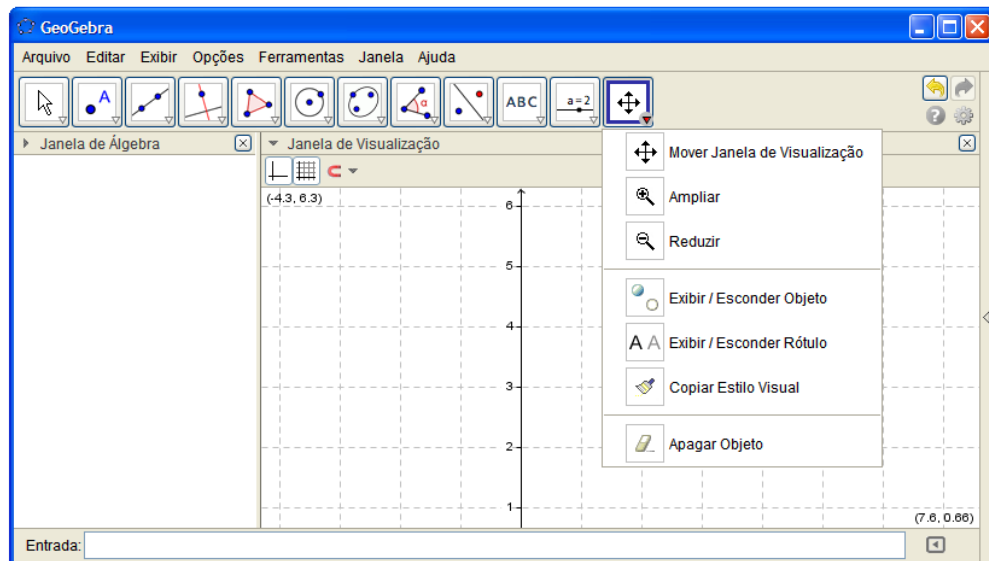 GeoGebra
Arquivo Editar Exibir Opções Ferramentas Janela Ajuda
A
α
ABC
a=2
Janela de Álgebra
Janela de Visualização
(-4.3, 6.3)
6
5
4
3
2
1
Mover Janela de Visualização
Ampliar
Reduzir
Exibir / Esconder Objeto
A A Exibir / Esconder Rótulo
Copiar Estilo Visual
Apagar Objeto
(7.6, 0.66)
Entrada: